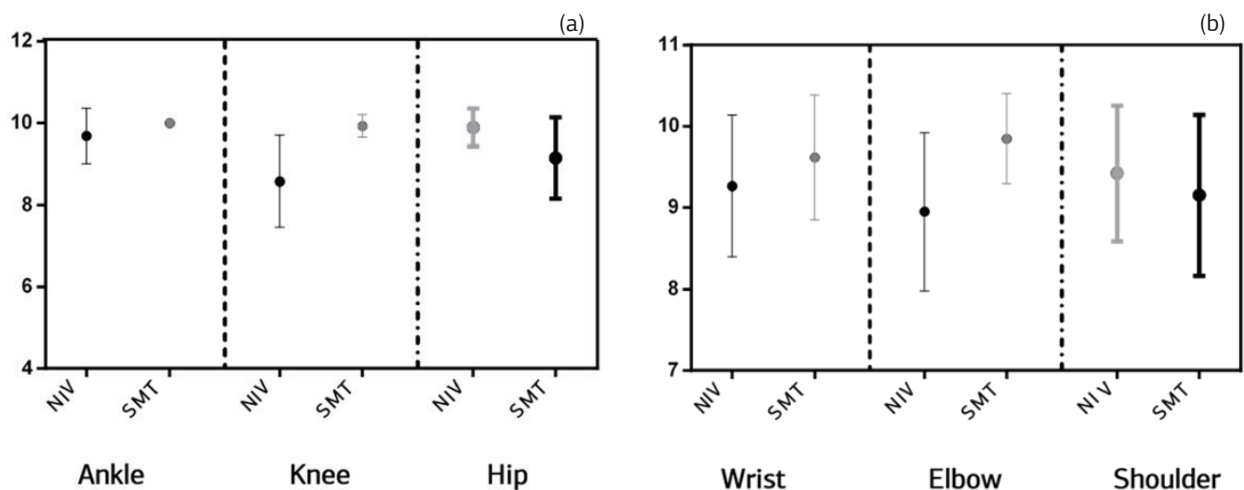 (a)
12
10
8
6
4
NIV SMT NIV SMT NIV SMT
Ankle Knee Hip
(b)
11
10
9
8
7
NIV SMT NIV SMT NI V SMT
Wrist Elbow Shoulder